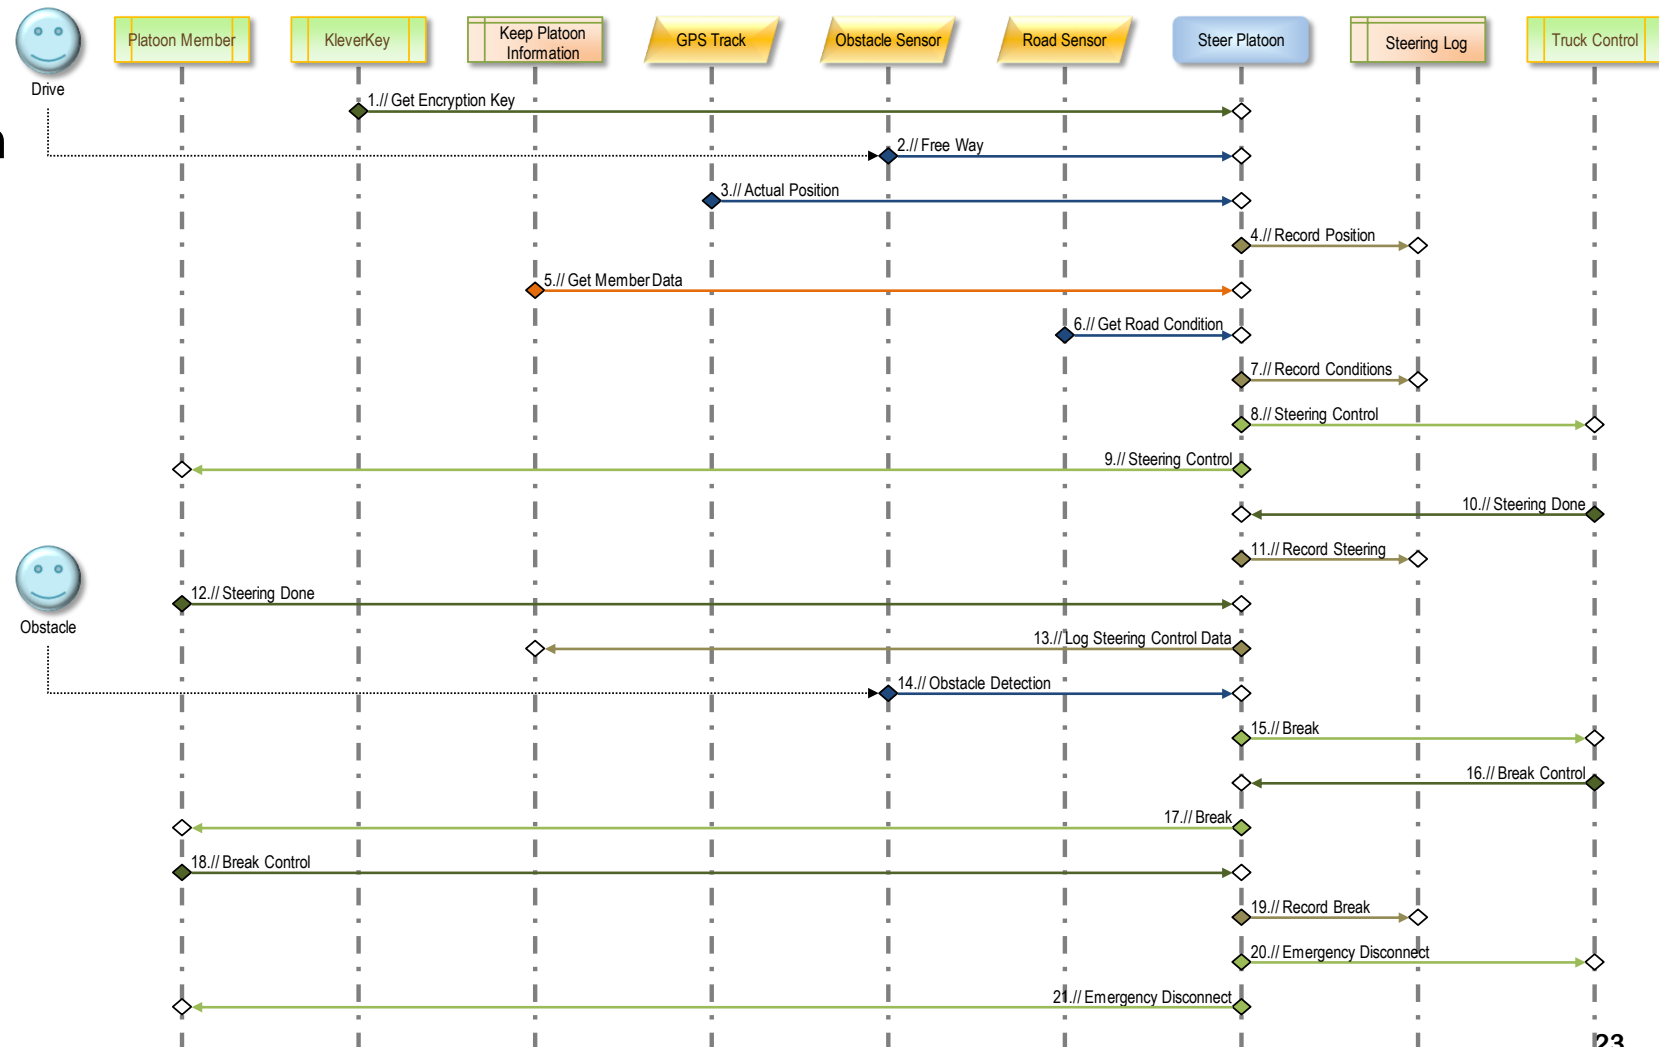 Platoon Member
KleverKey
Keep Platoon
Information
GPS Track
Obstacle Sensor
Road Sensor
Steer Platoon
Steering Log
Truck Control
Drive
1.// Get Encryption Key
2.// Free Way
3.// Actual Position
4.// Record Position
5.// Get Member Data
6.// Get Road Condition
7.// Record Conditions
8.// Steering Control
9.// Steering Control
10.// Steering Done
11.// Record Steering
12.// Steering Done
Obstacle
13.// Log Steering Control Data
14.// Obstacle Detection
15.// Break
16.// Break Control
17.// Break
18.// Break Control
19.// Record Break
20.// Emergency Disconnect
21.// Emergency Disconnect
23